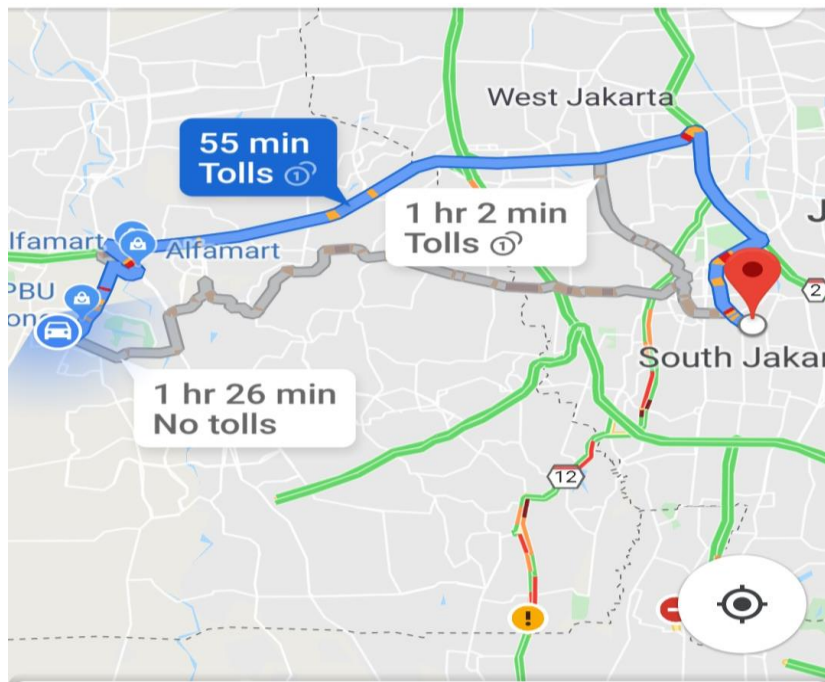 West Jakarta
55 min
Tolls
1 hr 2 min
Tolls
lfamart
Alfamart
PBU
on
J
2
South Jakar
1 hr 26 min
No tolls
12